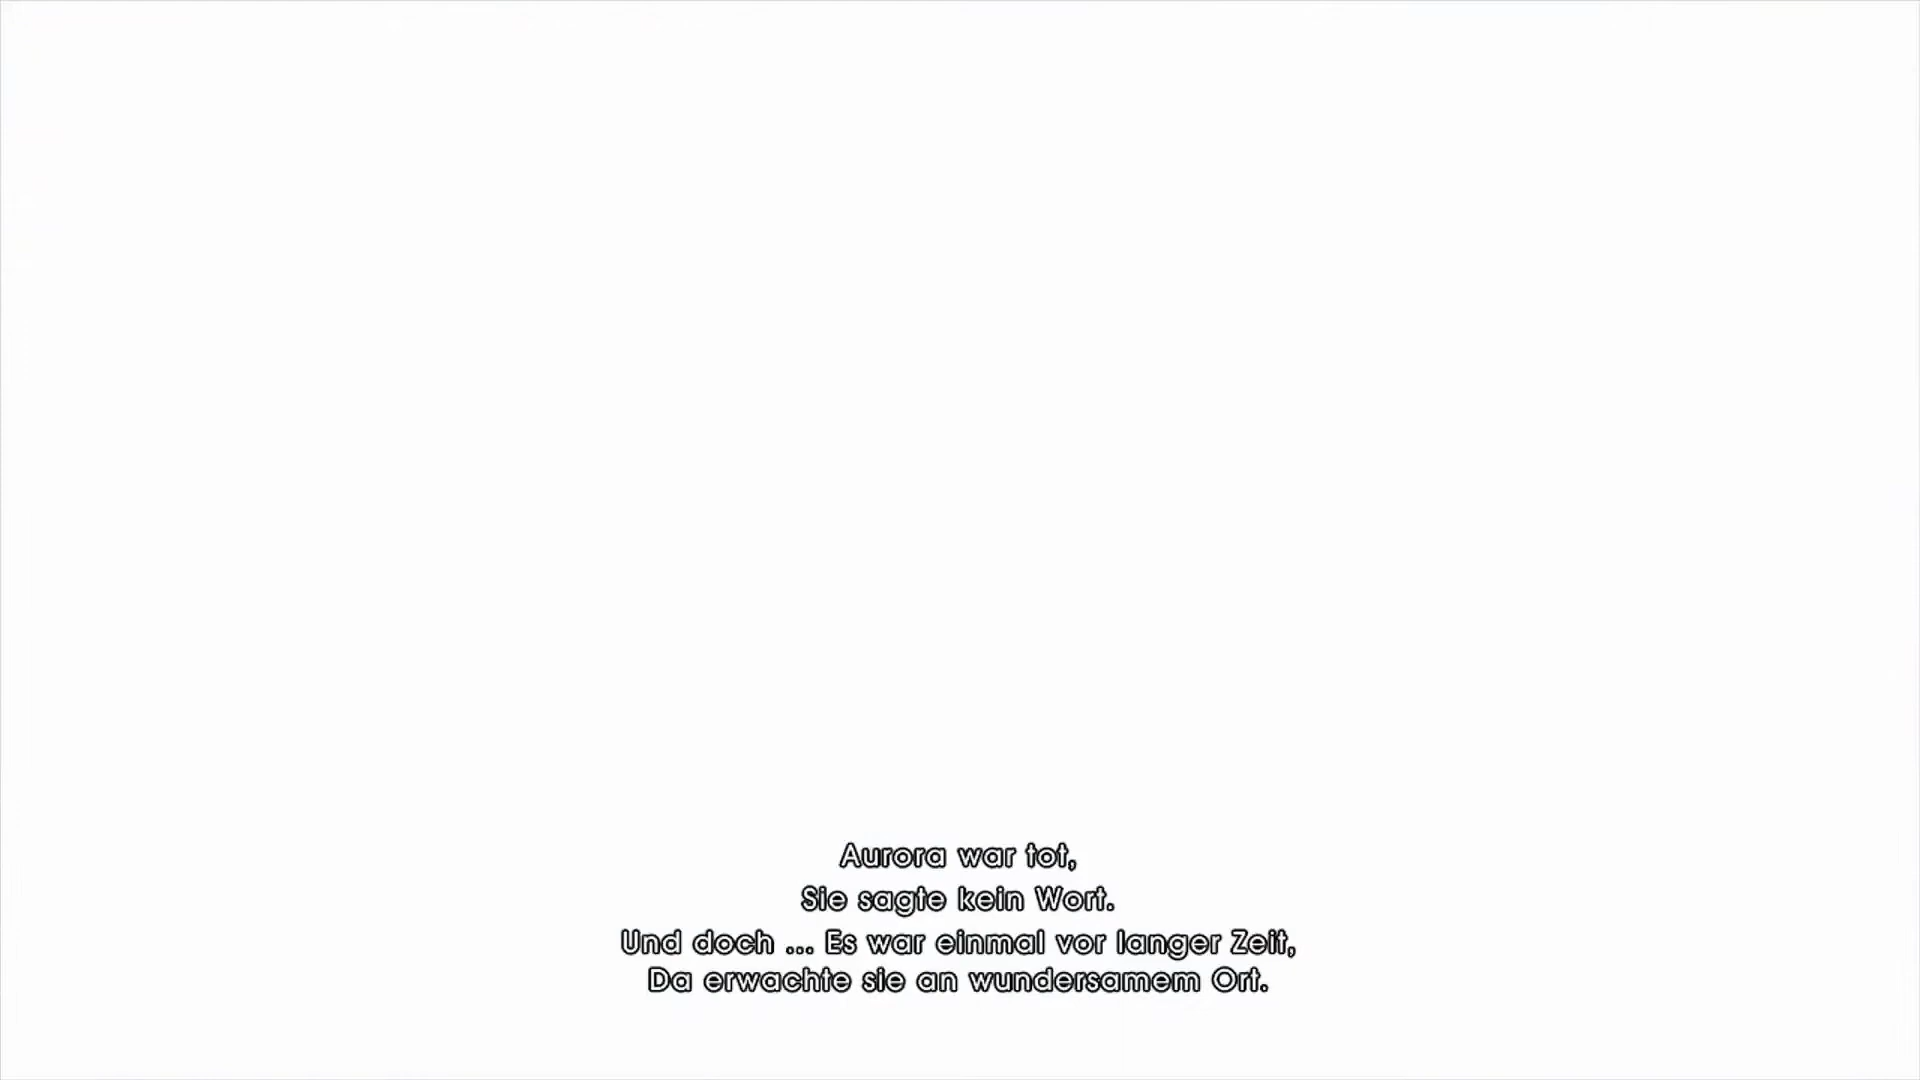 Aurora war tot,
Sie sagte kein Wort.
Und doch ... Es war einmal vor langer Zeit,
Da erwachte sie an wundersamem Ort.